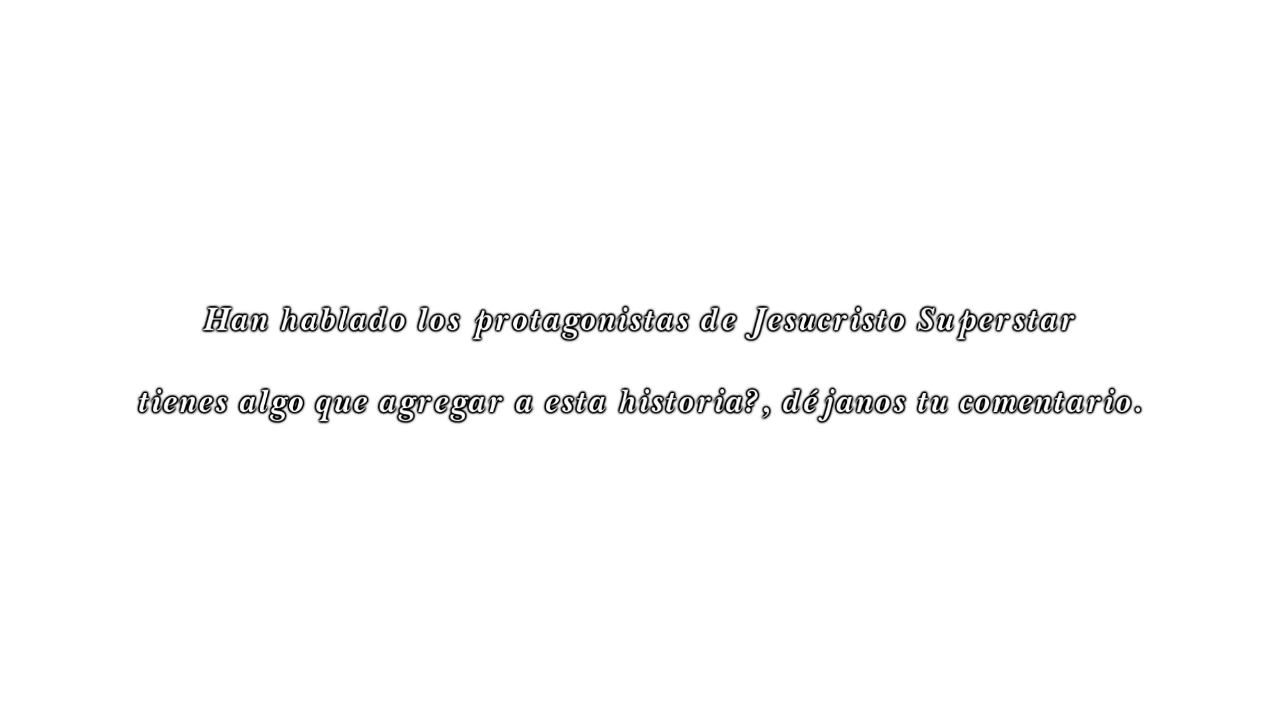 Han hablado los protagonistas de Jesucristo Superstar
tienes algo que agregar a esta historia?, déjanos tu comentario.